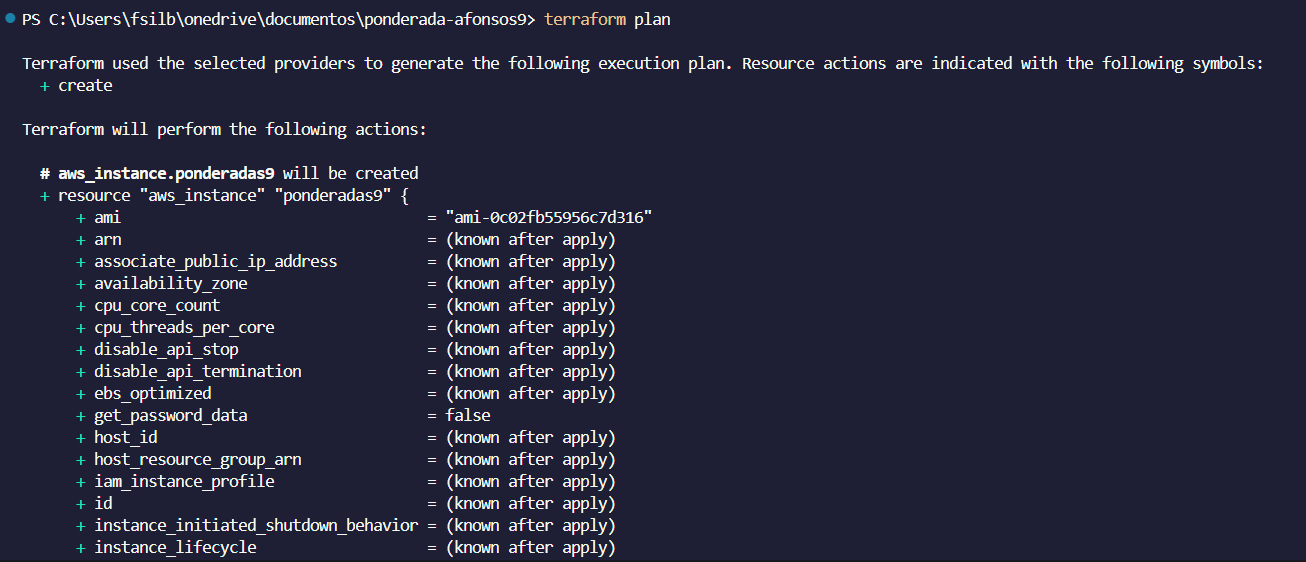 PS C:\Users\fsilb\onedrive\documentos\ponderada-afonsos9> terraform plan
Terraform used the selected providers to generate the following execution plan. Resource actions are indicated with the following symbols:
+ create
Terraform will perform the following actions:
# aws_instance.ponderadas9 will be created
+ resource "aws_instance" "ponderadas9" {
+ ami = "ami-0c02fb55956c7d316"
+ arn = (known after apply)
+ associate_public_ip_address = (known after apply)
+ availability_zone = (known after apply)
+ cpu_core_count = (known after apply)
+ cpu_threads_per_core = (known after apply)
+ disable_api_stop = (known after apply)
+ disable_api_termination = (known after apply)
+ ebs_optimized = (known after apply)
+ get_password_data = false
+ host_id = (known after apply)
+ host_resource_group_arn = (known after apply)
+ iam_instance_profile = (known after apply)
+ id = (known after apply)
+ instance_initiated_shutdown_behavior = (known after apply)
+ instance_lifecycle = (known after apply)